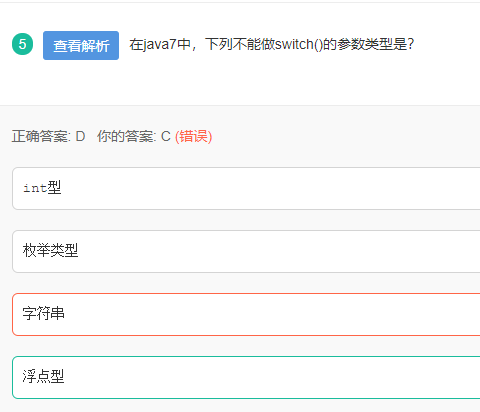 5 查看解析 在java7中，下列不能做switch()的参数类型是？
正确答案: D 你的答案: C (错误)
int型
枚举类型
字符串
浮点型